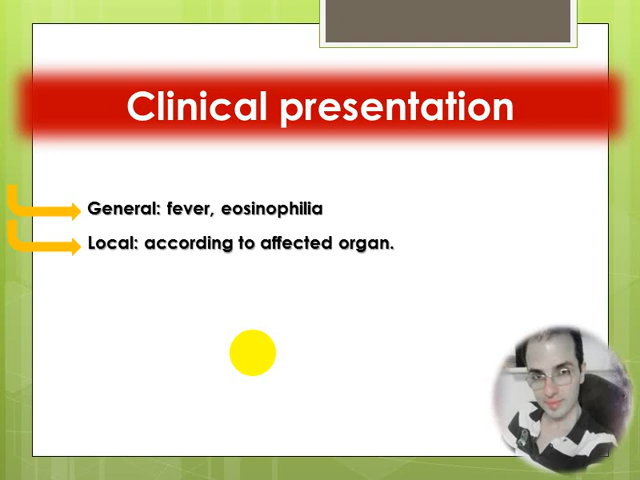 Clinical presentation
General: fever, eosinophilia
Local: according to affected organ.